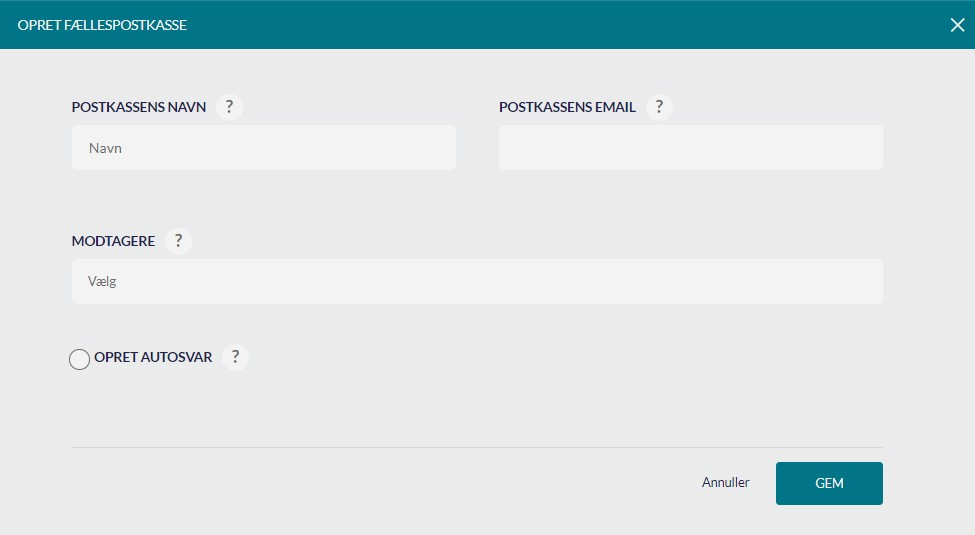 OPRET FÆLLESPOSTKASSE
POSTKASSENS NAVN ?
POSTKASSENS EMAIL ?
Navn
MODTAGERE ?
Vælg
OPRET AUTOSVAR ?
Annuller
GEM